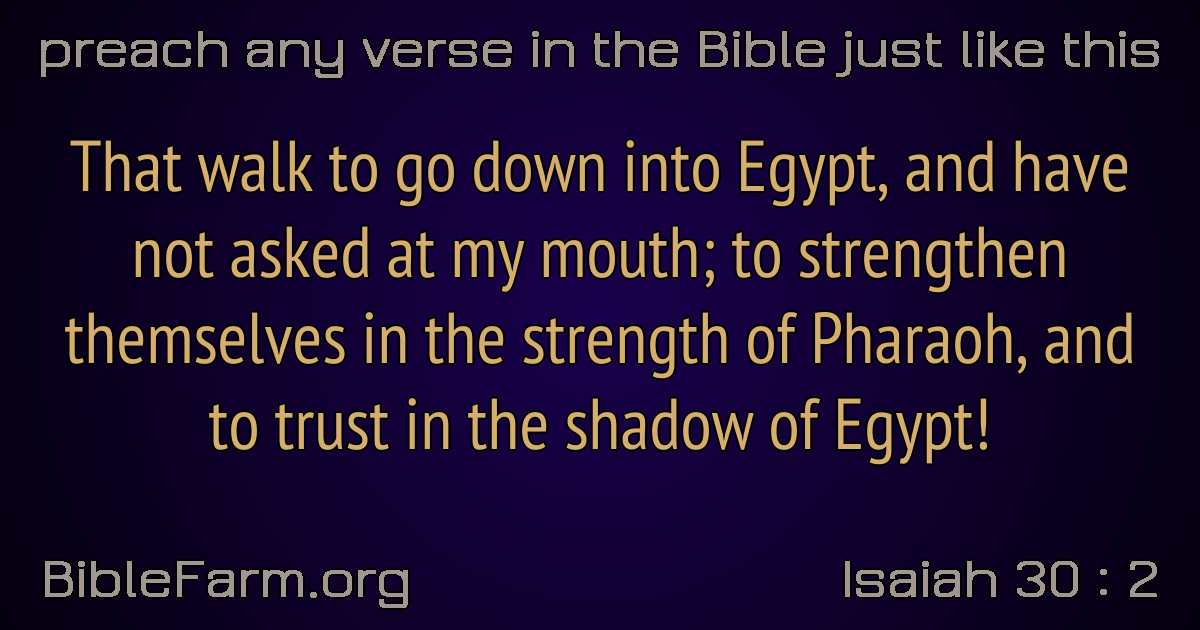 preach any verse in the Bible just like this
That walk to go down into Egypt, and have
not asked at my mouth; to strengthen
themselves in the strength of Pharaoh, and
to trust in the shadow of Egypt!
BibleFarm.org
Isaiah 30 : 2